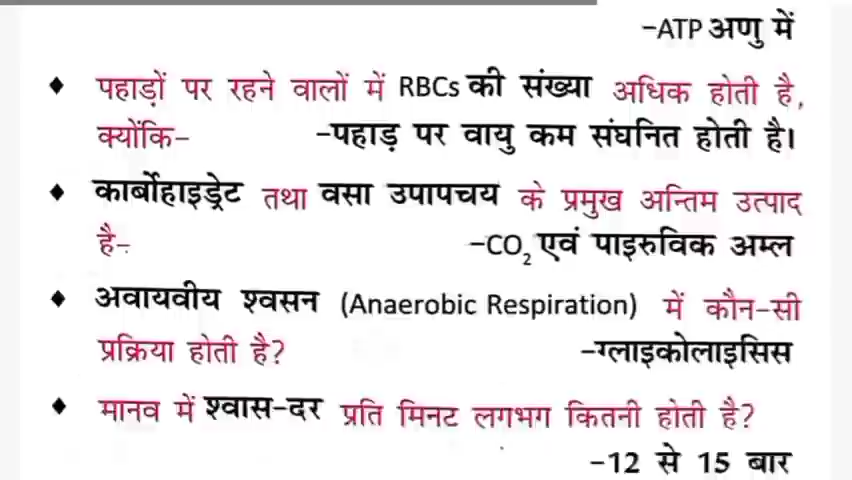 –ATP अणु में
♦ पहाड़ों पर रहने वालों में RBCs की संख्या अधिक होती है,
क्योंकि– –पहाड़ पर वायु कम संघनित होती है।
♦ कार्बोहाइड्रेट तथा वसा उपापचय के प्रमुख अन्तिम उत्पाद
है– –CO₂ एवं पाइरुविक अम्ल
♦ अवायवीय श्वसन (Anaerobic Respiration) में कौन-सी
प्रक्रिया होती है? –ग्लाइकोलाइसिस
♦ मानव में श्वास-दर प्रति मिनट लगभग कितनी होती है?
–12 से 15 बार